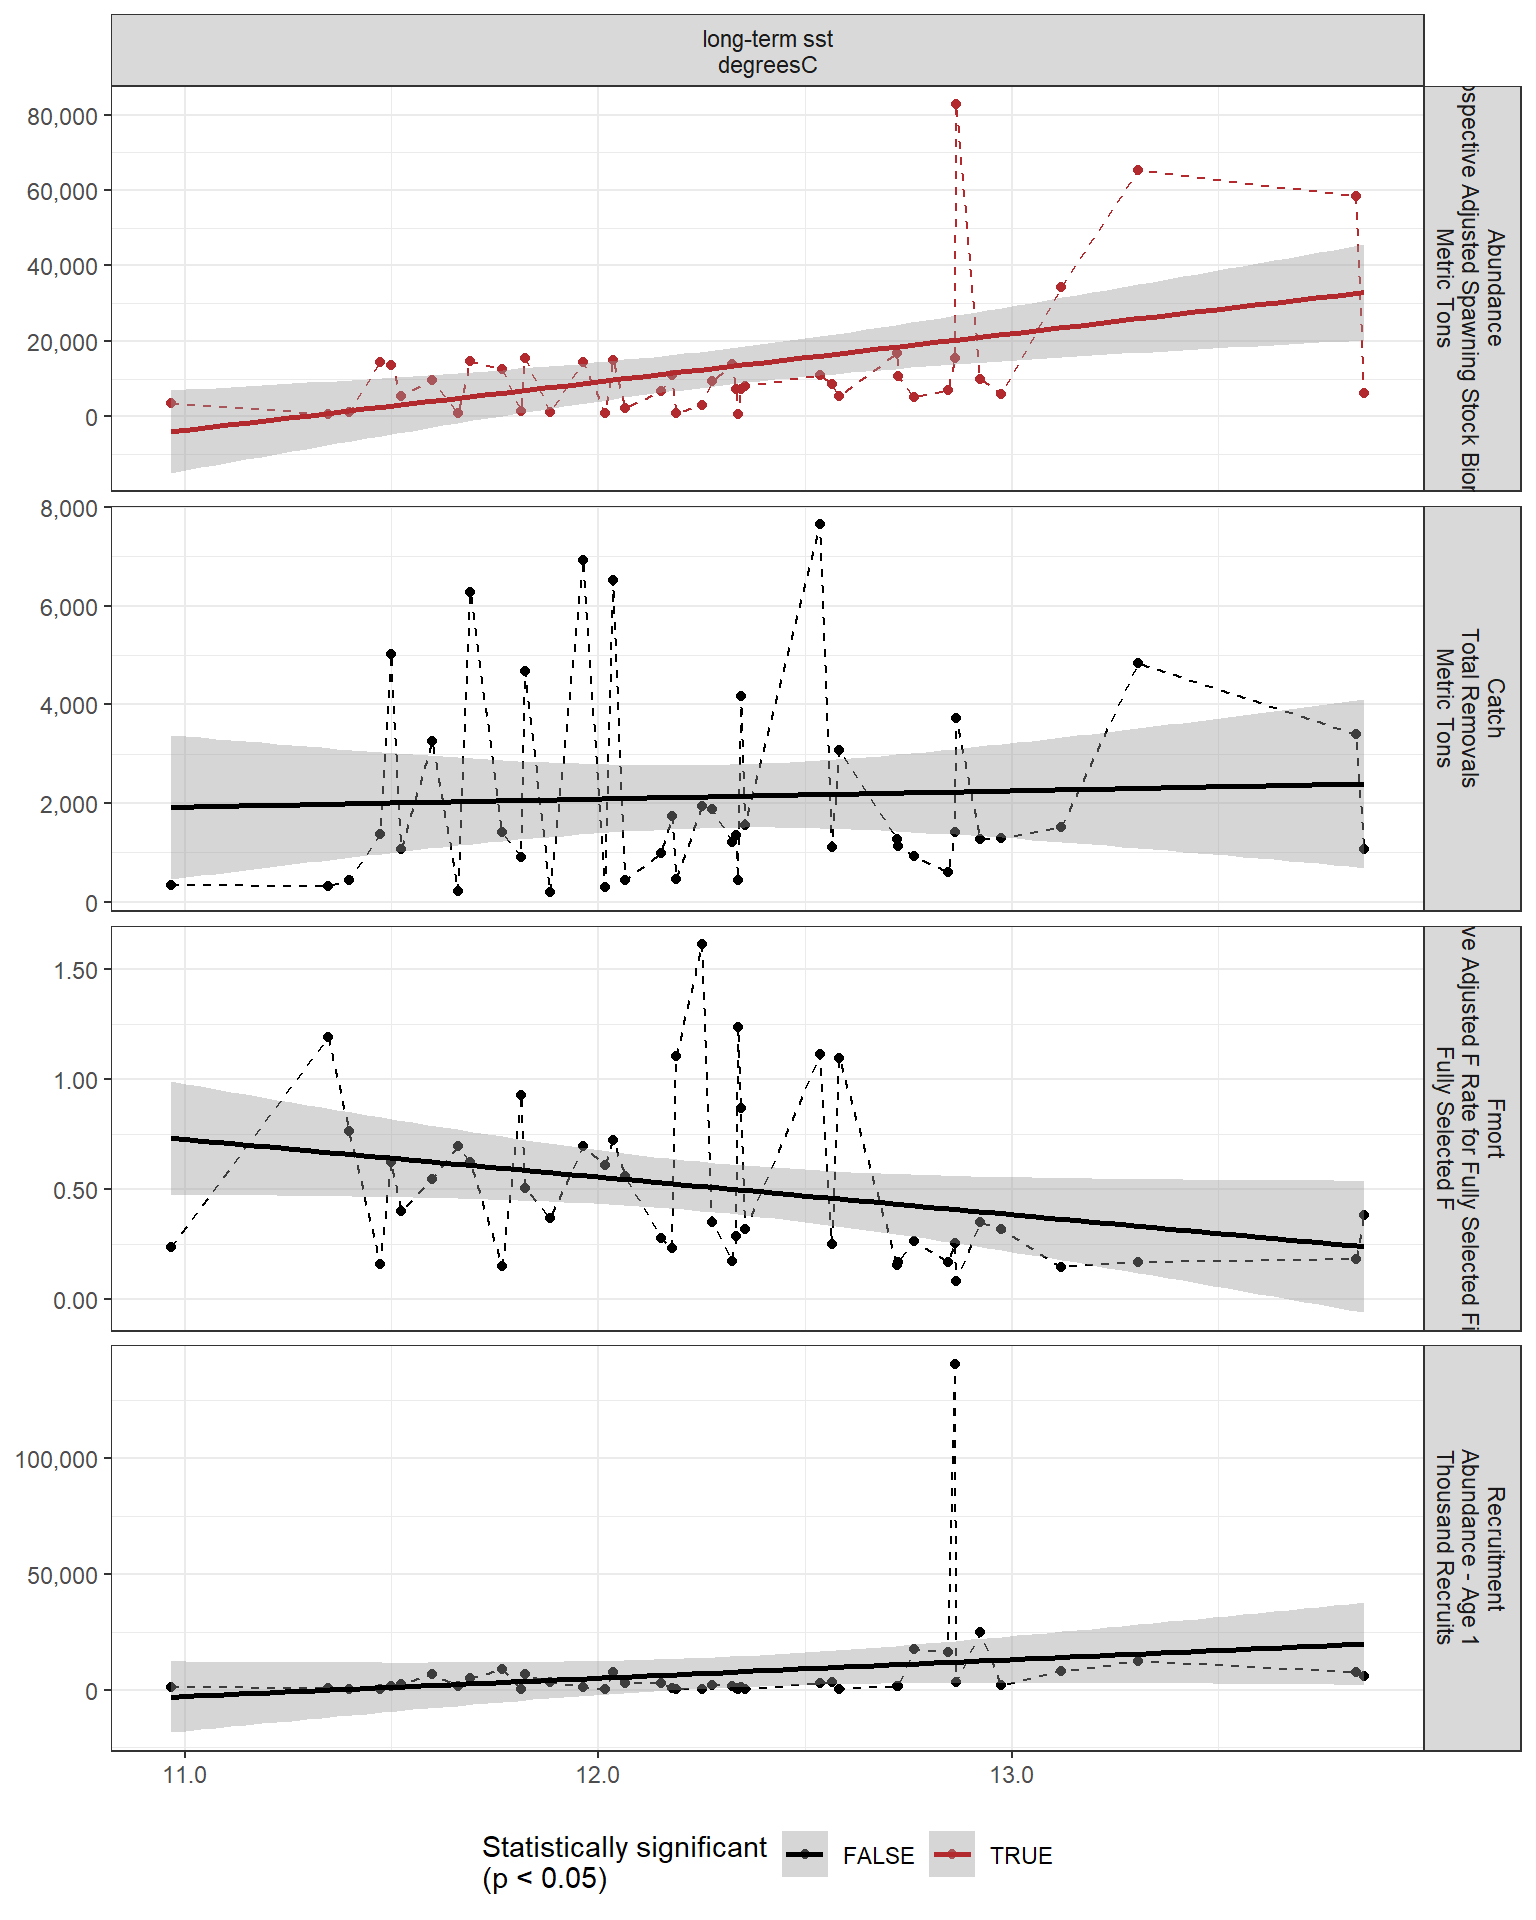 long-term sst
degreesC
80,000
60,000
40,000
20,000
0
Abundance
Adjusted Spawning Stock
Metric Tons
8,000
6,000
4,000
2,000
0
Catch
Total Removals
Metric Tons
1.50
1.00
0.50
0.00
Fmort
Adjusted F Rate for Fully Selected
Fully Selected F
100,000
50,000
0
Recruitment
Abundance - Age 1
Thousand Recruits
11.0
12.0
13.0
Statistically significant
(p < 0.05)
FALSE
TRUE